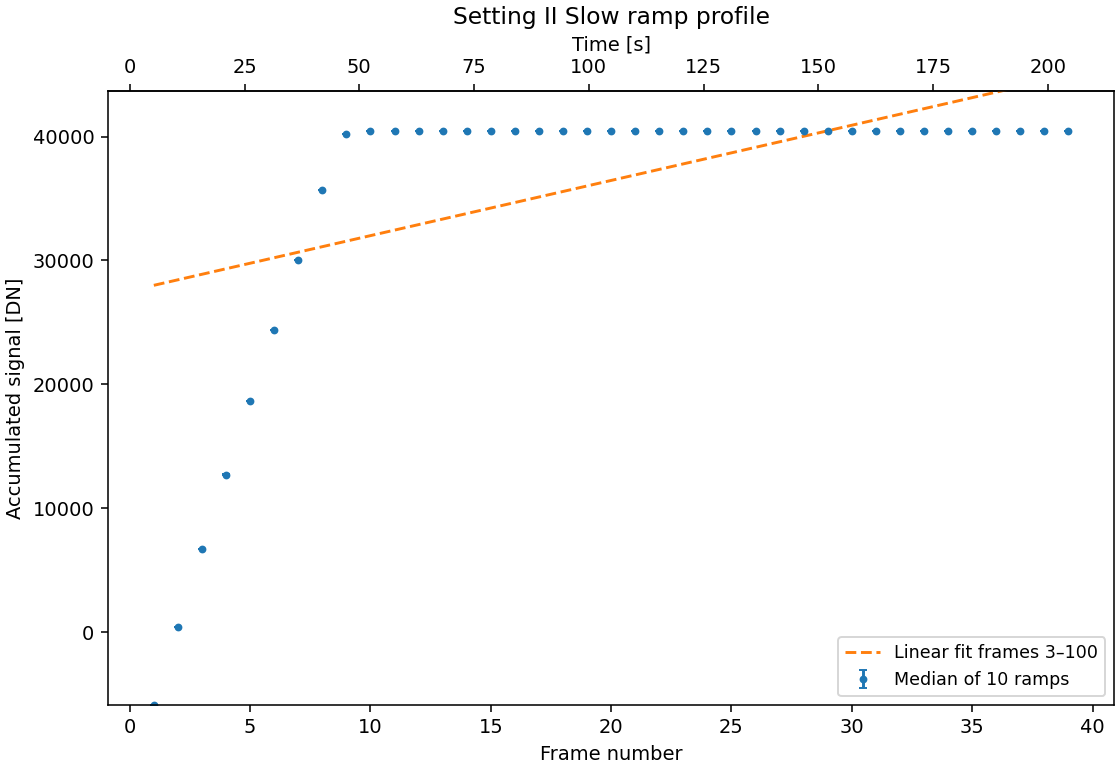 Setting II Slow ramp profile
Time [s]
0 25 50 75 100 125 150 175 200
Accumulated signal [DN]
40000
30000
20000
10000
0
Linear fit frames 3–100
Median of 10 ramps
0 5 10 15 20 25 30 35 40
Frame number